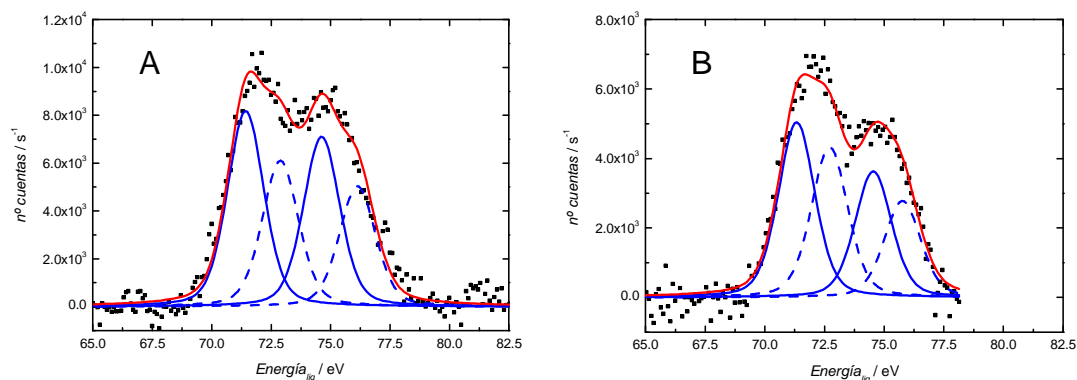 A
nº cuentas / s⁻¹
1.2x10⁴
1.0x10⁴
8.0x10³
6.0x10³
4.0x10³
2.0x10³
0.0
65.0 67.5 70.0 72.5 75.0 77.5 80.0 82.5
Energía_lig / eV
B
nº cuentas / s⁻¹
8.0x10³
6.0x10³
4.0x10³
2.0x10³
0.0
65.0 67.5 70.0 72.5 75.0 77.5 80.0 82.5
Energía_lig / eV